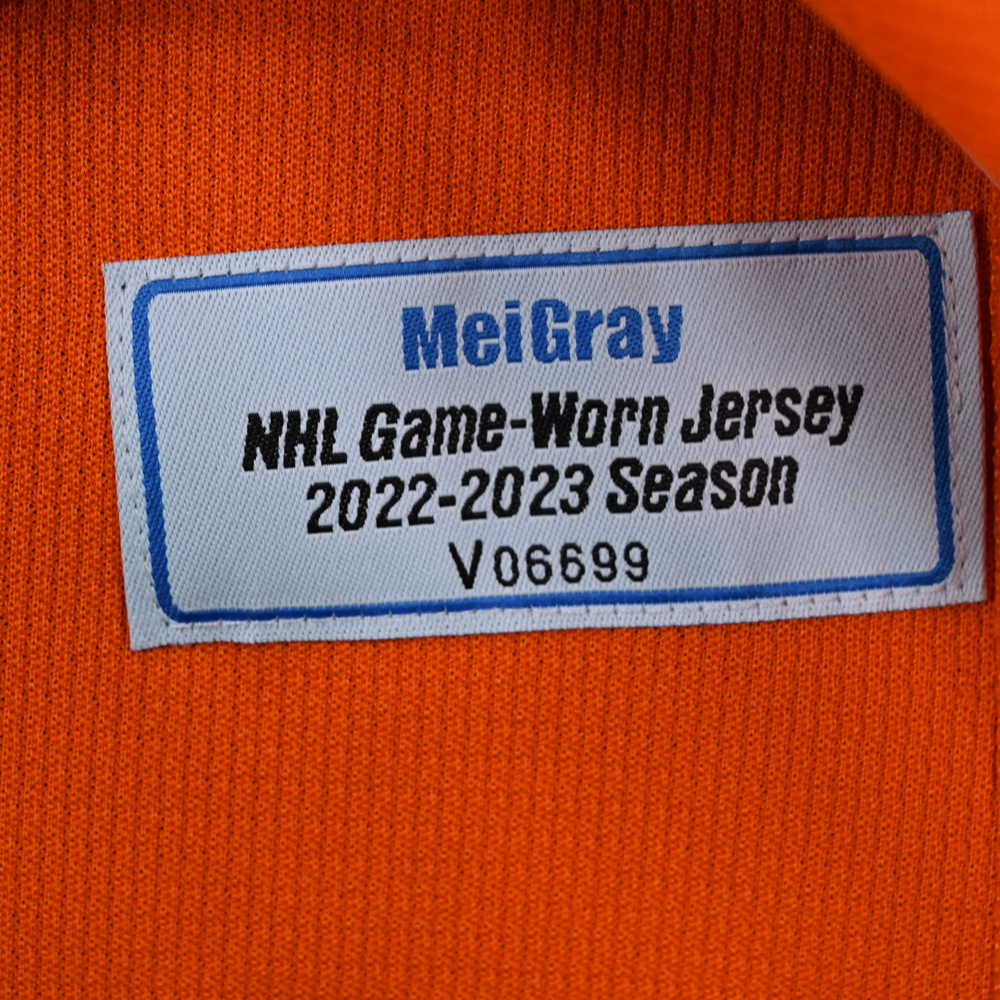 MeiGray
NHL Game-Worn Jersey
2022-2023 Season
V06699